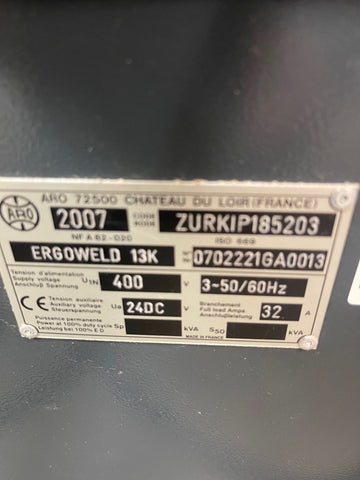 ARO
ARO 72500 CHATEAU DU LOIR (FRANCE)
2007 CODE KODE ZURKIP185203
NF A 82-020 ISO 669
ERGOWELD 13K 0702221GA0013
Tension d'alimentation
Supply voltage U1N 400 V 3~50/60Hz
Anschluß Spannung
CE Tension auxiliaire Branchement
Auxiliary voltage Ua 24DC V Full load Amps 32 A
Steuerspannung Anschlußleistung
Puissance permanente
Power at 100% duty cycle Sp kVA S50 kVA
Leistung bei 100% E D MADE IN FRANCE